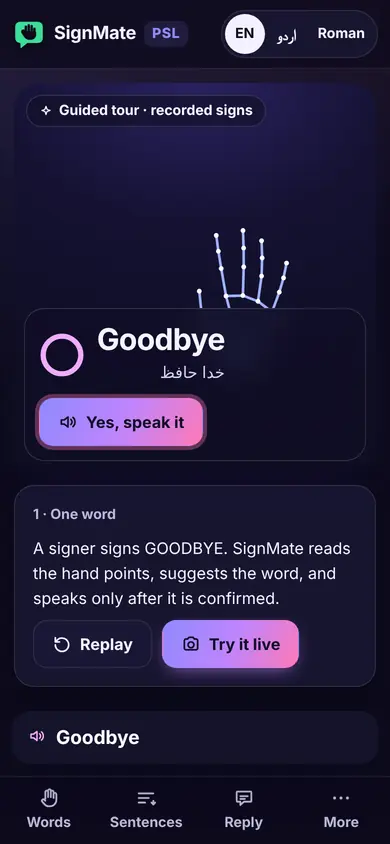 SignMate PSL EN اردو Roman
Guided tour · recorded signs
Goodbye
خدا حافظ
Yes, speak it
1 · One word
A signer signs GOODBYE. SignMate reads
the hand points, suggests the word, and
speaks only after it is confirmed.
Replay Try it live
Goodbye
Words Sentences Reply More